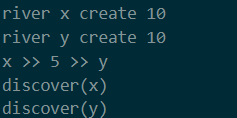 river x create 10
river y create 10
x >> 5 >> y
discover(x)
discover(y)